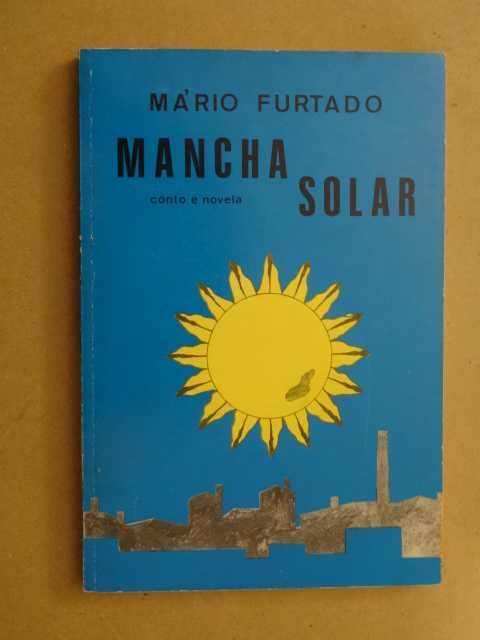 MÁRIO FURTADO
MANCHA
SOLAR
conto e novela